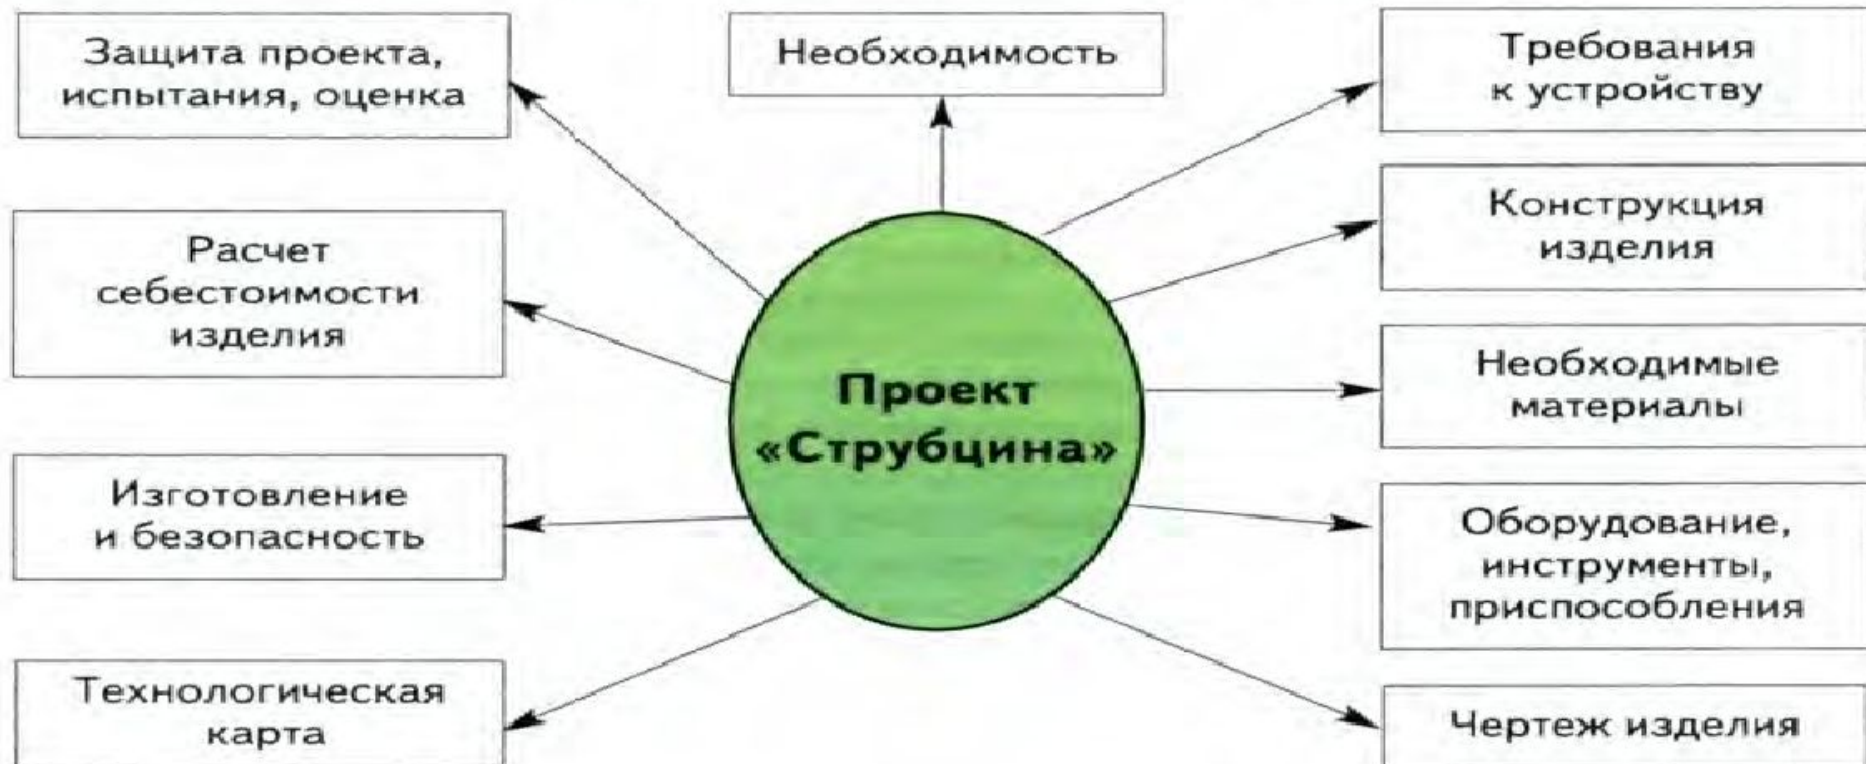 Защита проекта,
испытания, оценка
Необходимость
Требования
к устройству
Расчет
себестоимости
изделия
Конструкция
изделия
Проект
«Струбцина»
Необходимые
материалы
Изготовление
и безопасность
Оборудование,
инструменты,
приспособления
Технологическая
карта
Чертеж изделия